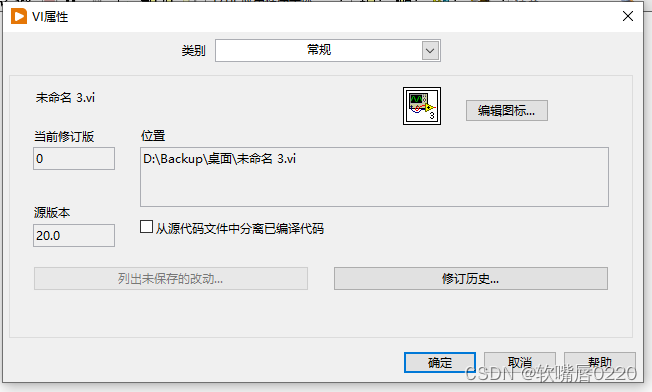 VI属性
类别 常规
未命名 3.vi
3
编辑图标...
当前修订版 位置
0 D:\Backup\桌面\未命名 3.vi
源版本
20.0 从源代码文件中分离已编译代码
列出未保存的改动... 修订历史...
确定 取消 帮助
CSDN @软嘴唇0220